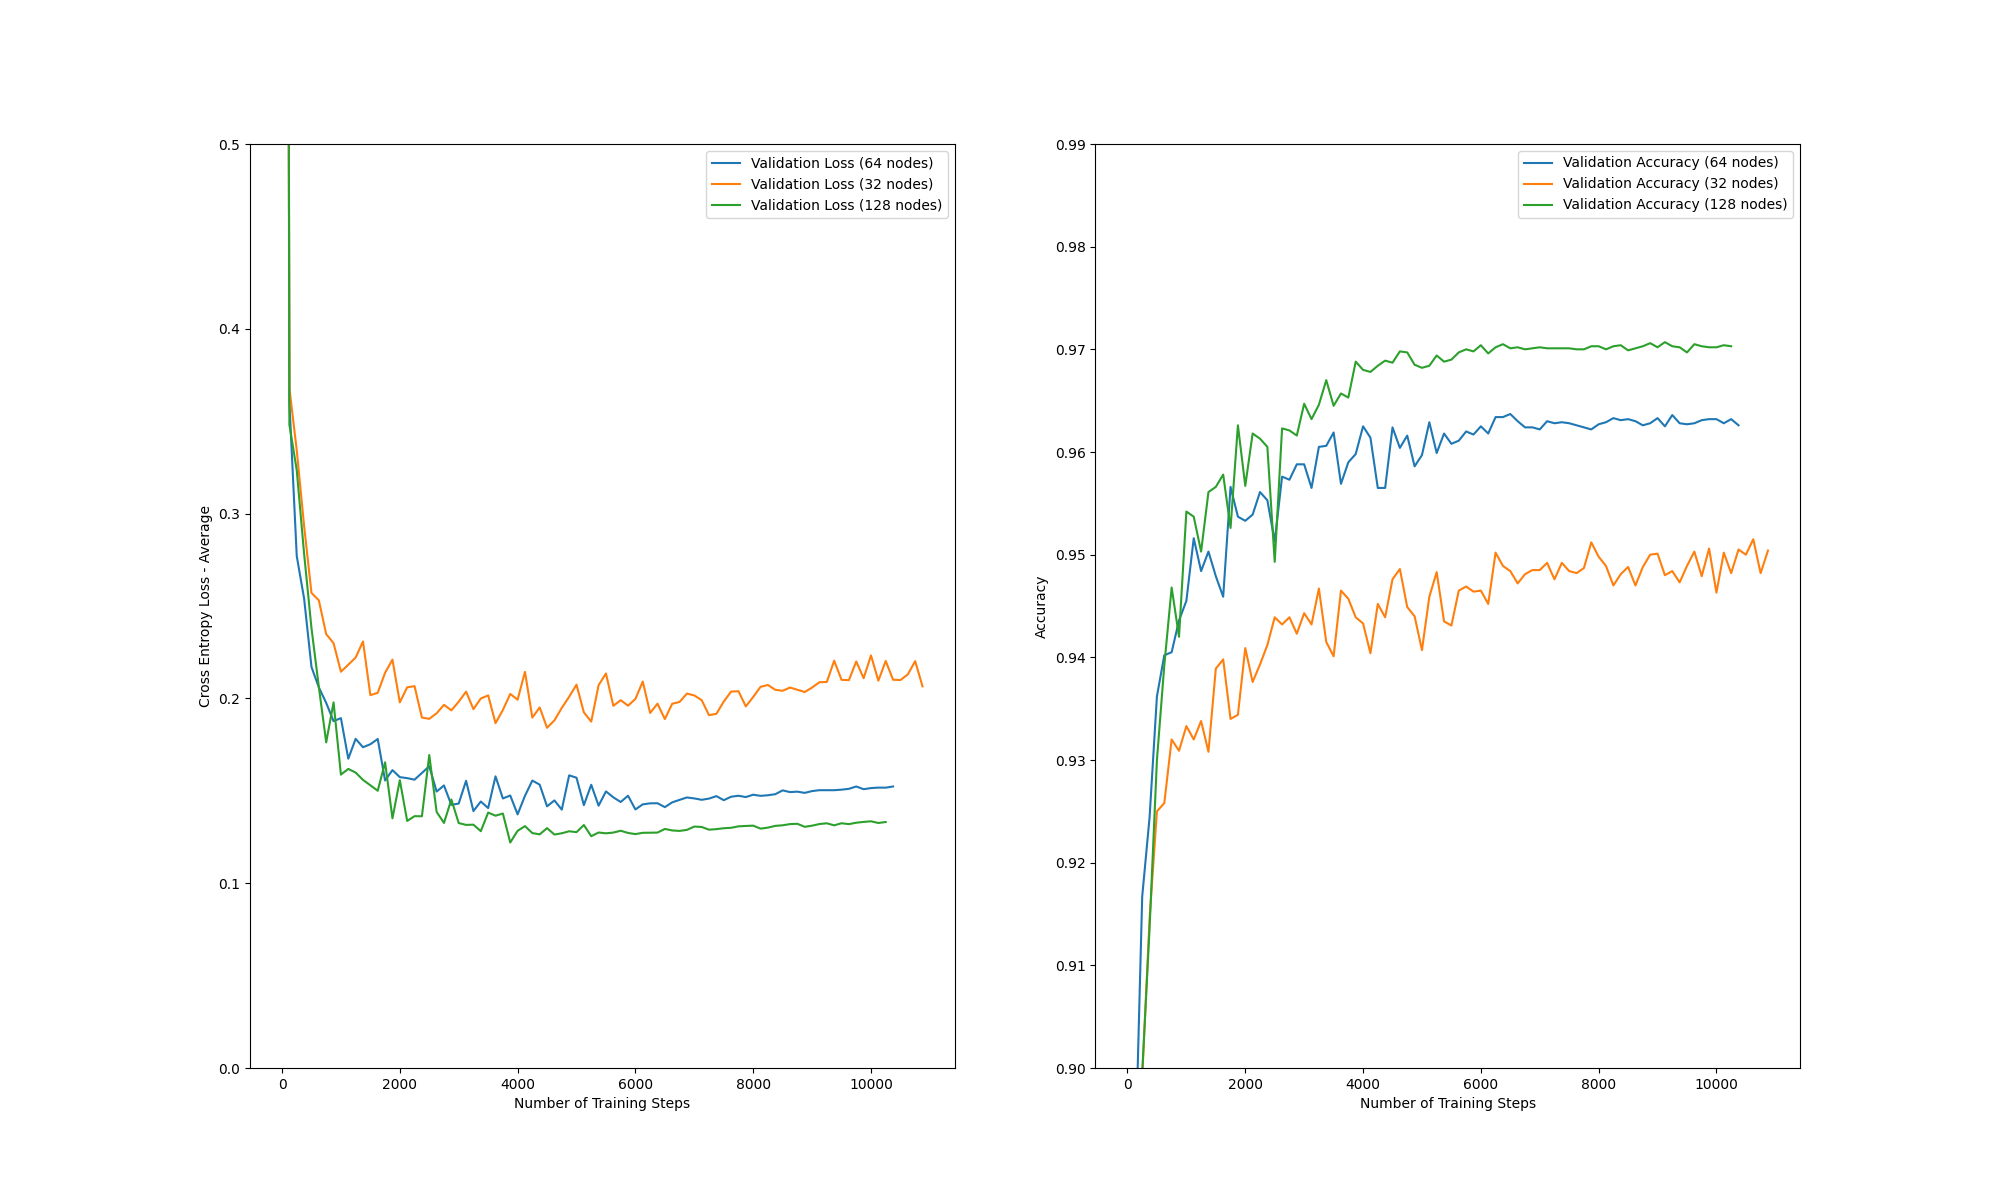 0.5
0.4
0.3
0.2
0.1
0.0
Cross Entropy Loss - Average
Validation Loss (64 nodes)
Validation Loss (32 nodes)
Validation Loss (128 nodes)
0 2000 4000 6000 8000 10000
Number of Training Steps
0.99
0.98
0.97
0.96
0.95
0.94
0.93
0.92
0.91
0.90
Accuracy
Validation Accuracy (64 nodes)
Validation Accuracy (32 nodes)
Validation Accuracy (128 nodes)
0 2000 4000 6000 8000 10000
Number of Training Steps